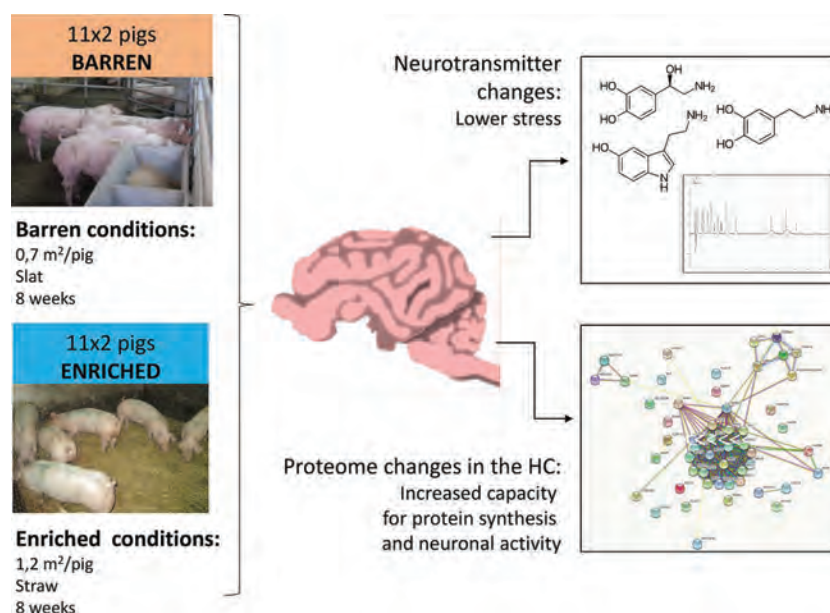 11x2 pigs
BARREN
Barren conditions:
0,7 m²/pig
Slat
8 weeks
11x2 pigs
ENRICHED
Enriched conditions:
1,2 m²/pig
Straw
8 weeks
Neurotransmitter
changes:
Lower stress
OH
HO
NH₂
HO
NH₂
HO
N
H
HO
HO
NH
Proteome changes in the HC:
Increased capacity
for protein synthesis
and neuronal activity